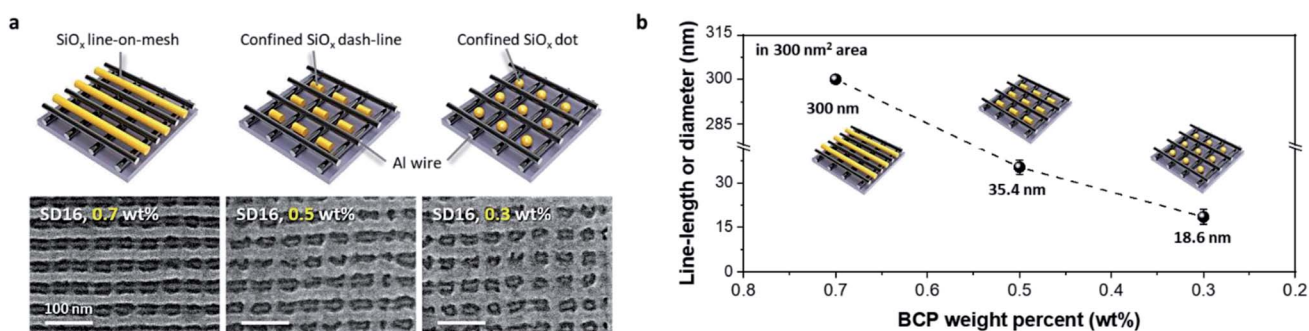 a
SiOₓ line-on-mesh
Confined SiOₓ dash-line
Confined SiOₓ dot
Al wire
SD16, 0.7 wt%
SD16, 0.5 wt%
SD16, 0.3 wt%
100 nm
b
Line-length or diameter (nm)
315
300
285
30
15
0
in 300 nm² area
300 nm
35.4 nm
18.6 nm
0.8 0.7 0.6 0.5 0.4 0.3 0.2
BCP weight percent (wt%)